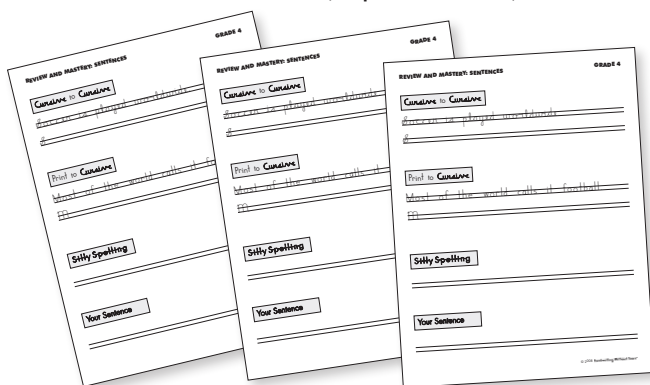 REVIEW AND MASTERY: SENTENCES GRADE 4
Cursive to Cursive
Soccer is played worldwide
S
Print to Cursive
Most of the world calls it fo
m
Silly Spelling
Your Sentence
REVIEW AND MASTERY: SENTENCES GRADE 4
Cursive to Cursive
Soccer is played worldwide
S
Print to Cursive
Most of the world calls it
m
Silly Spelling
Your Sentence
REVIEW AND MASTERY: SENTENCES GRADE 4
Cursive to Cursive
Soccer is played worldwide
S
Print to Cursive
Most of the world calls it football
m
Silly Spelling
Your Sentence
Handwriting Without Tears